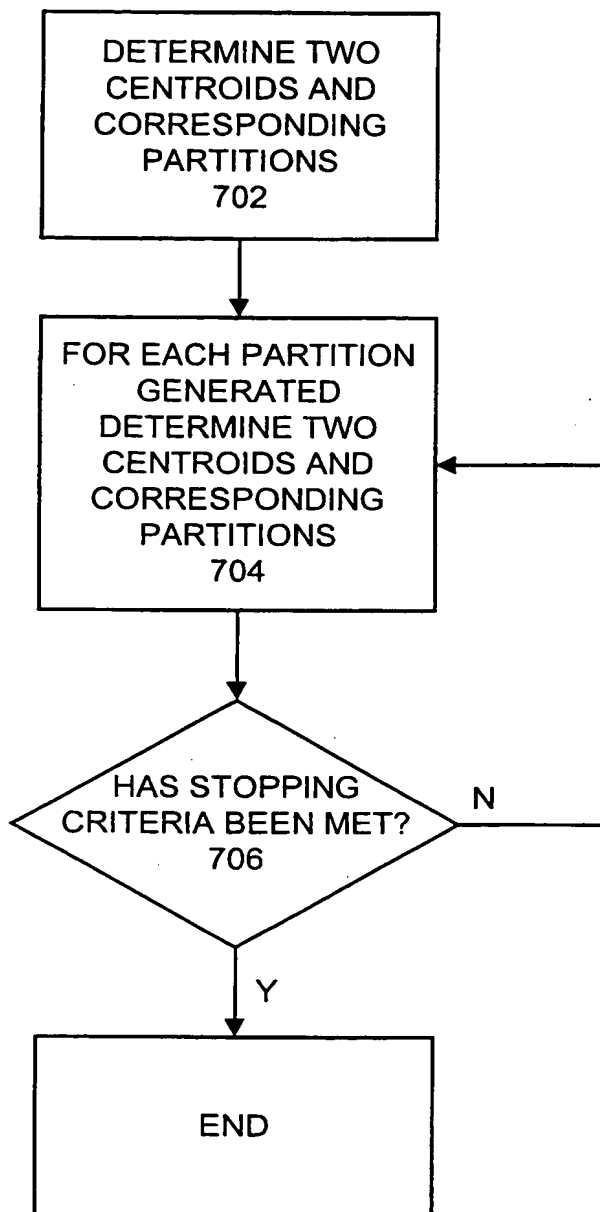 DETERMINE TWO
CENTROIDS AND
CORRESPONDING
PARTITIONS
702
FOR EACH PARTITION
GENERATED
DETERMINE TWO
CENTROIDS AND
CORRESPONDING
PARTITIONS
704
HAS STOPPING
CRITERIA BEEN MET?
706
N
Y
END